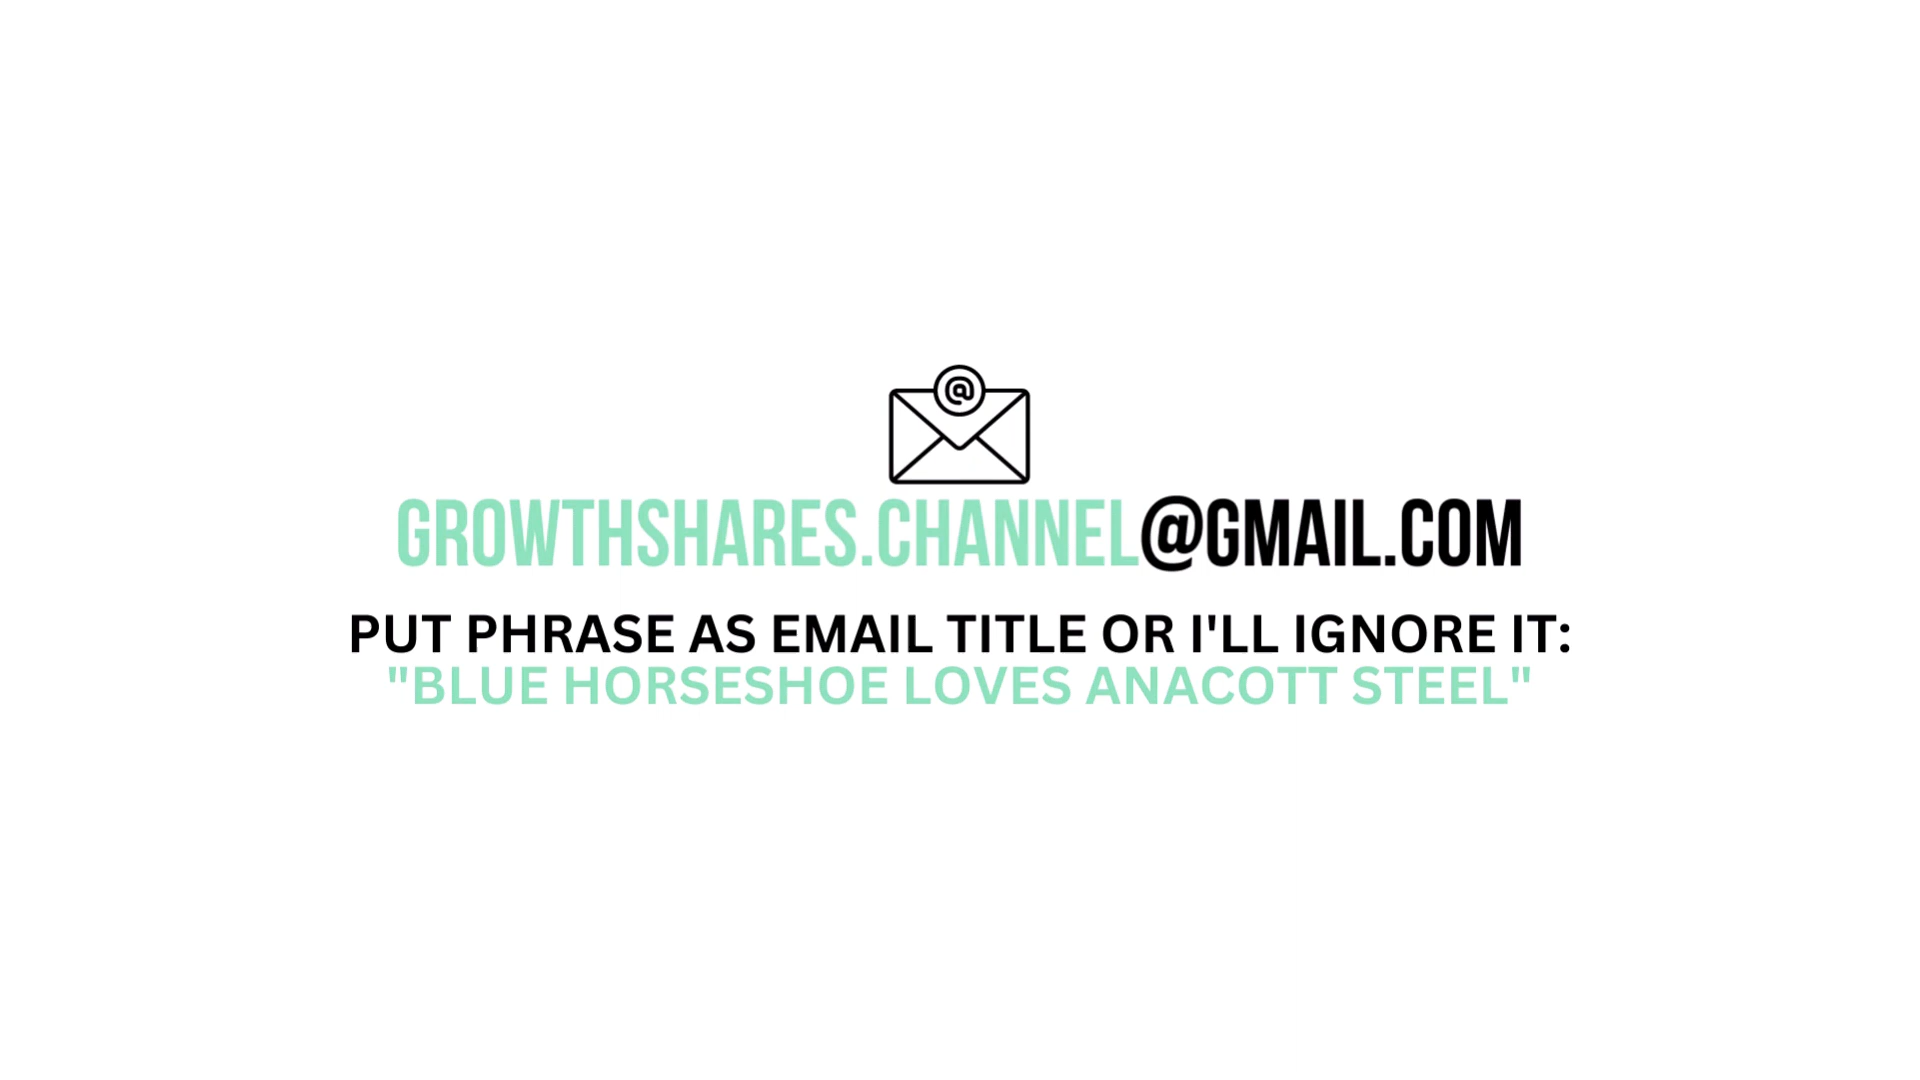 @
GROWTHSHARES.CHANNEL@GMAIL.COM
PUT PHRASE AS EMAIL TITLE OR I'LL IGNORE IT:
"BLUE HORSESHOE LOVES ANACOTT STEEL"